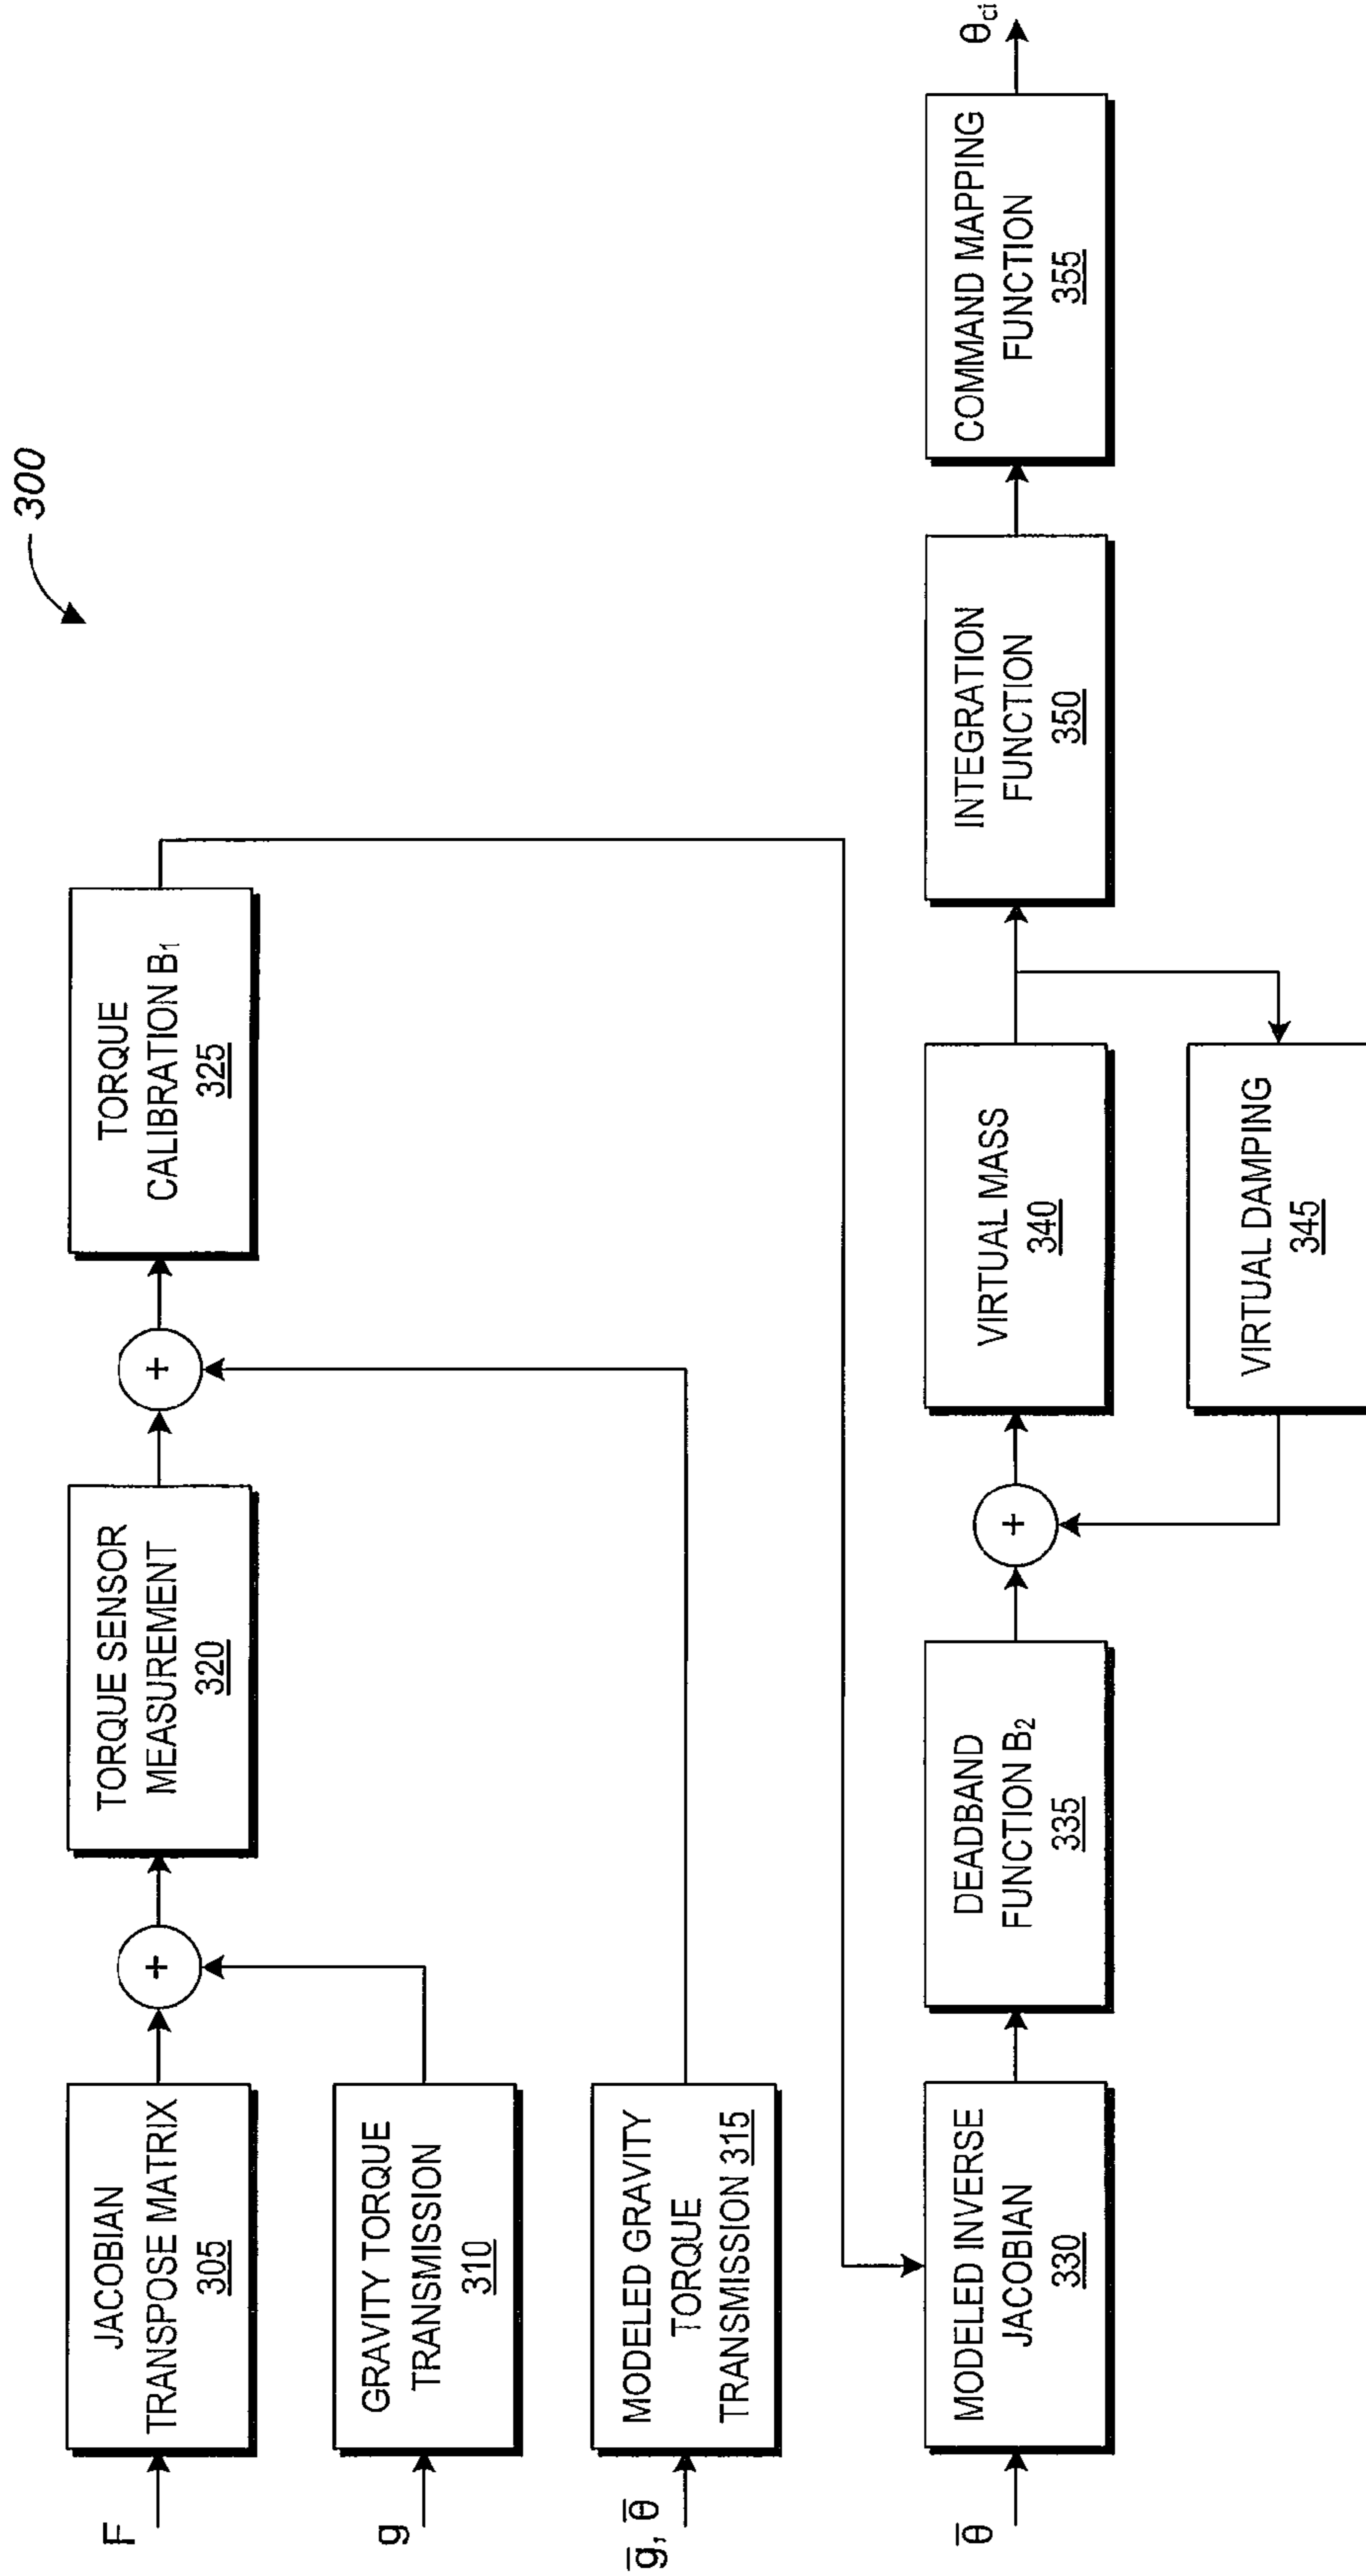 300
F
JACOBIAN
TRANSPOSE MATRIX
305
+
TORQUE SENSOR
MEASUREMENT
320
+
TORQUE
CALIBRATION B₁
325
g
GRAVITY TORQUE
TRANSMISSION
310
g̅, θ̅
MODELED GRAVITY
TORQUE
TRANSMISSION 315
θ̅
MODELED INVERSE
JACOBIAN
330
DEADBAND
FUNCTION B₂
335
+
VIRTUAL MASS
340
INTEGRATION
FUNCTION
350
COMMAND MAPPING
FUNCTION
355
θci
VIRTUAL DAMPING
345